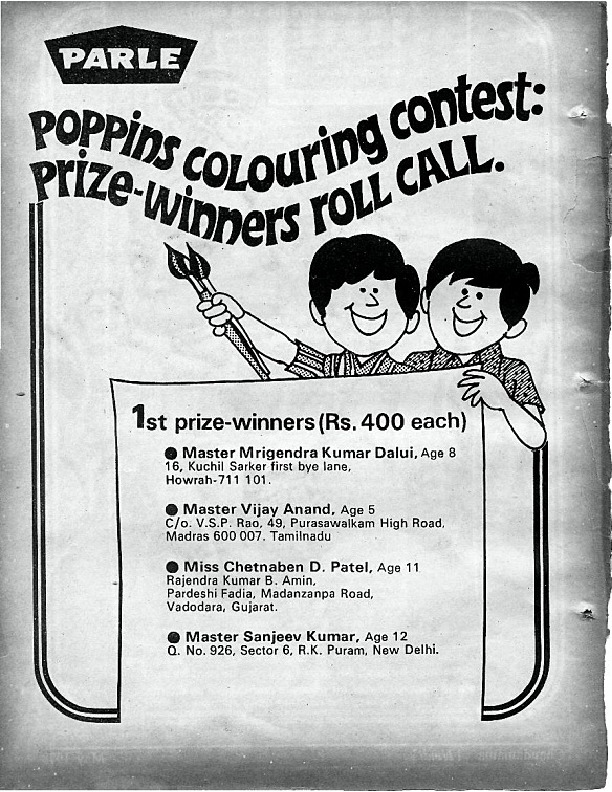 PARLE
POPPINS COLOURING CONTEST:
PRIZE-WINNERS ROLL CALL.
1st prize-winners (Rs. 400 each)
● Master Mrigendra Kumar Dalui, Age 8
16, Kuchil Sarker first bye lane,
Howrah-711 101.
● Master Vijay Anand, Age 5
C/o. V.S.P. Rao, 49, Purasawalkam High Road,
Madras 600 007. Tamilnadu
● Miss Chetnaben D. Patel, Age 11
Rajendra Kumar B. Amin,
Pardeshi Fadia, Madanzanpa Road,
Vadodara, Gujarat.
● Master Sanjeev Kumar, Age 12
Q. No. 926, Sector 6, R.K. Puram, New Delhi.